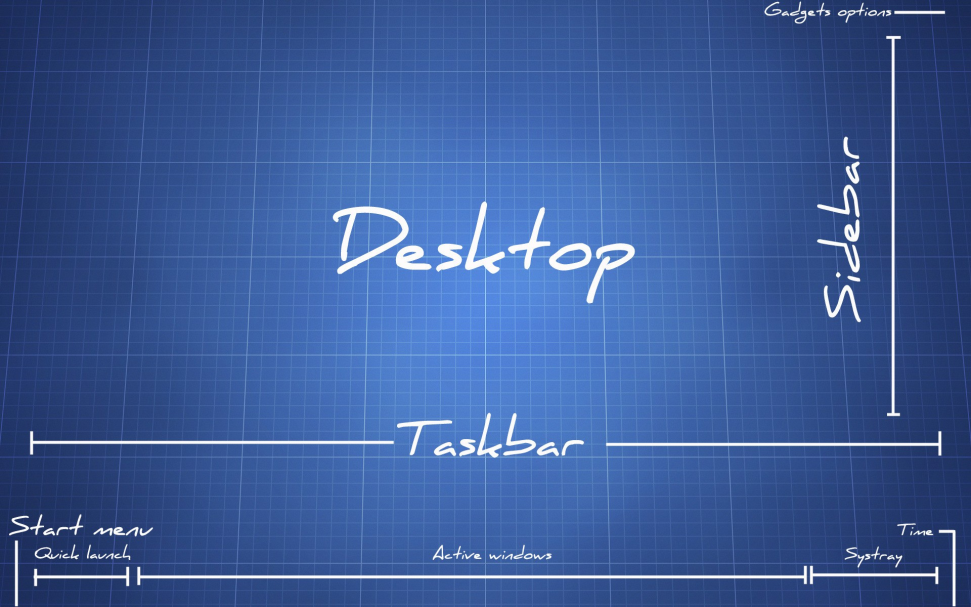 Gadgets options
Sidebar
Desktop
Taskbar
Start menu
Quick launch
Active windows
Systray
Time